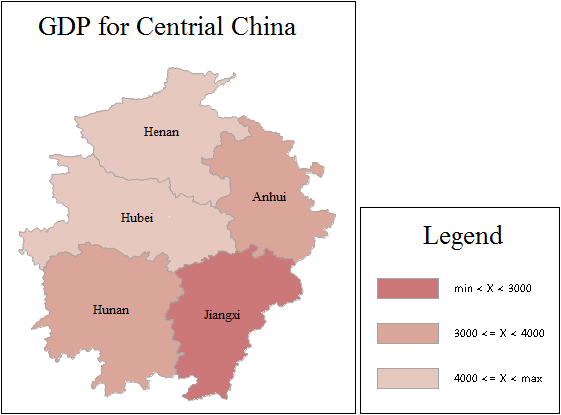 GDP for Centrial China
Henan
Anhui
Hubei
Hunan
Jiangxi
Legend
min < X < 3000
3000 <= X < 4000
4000 <= X < max